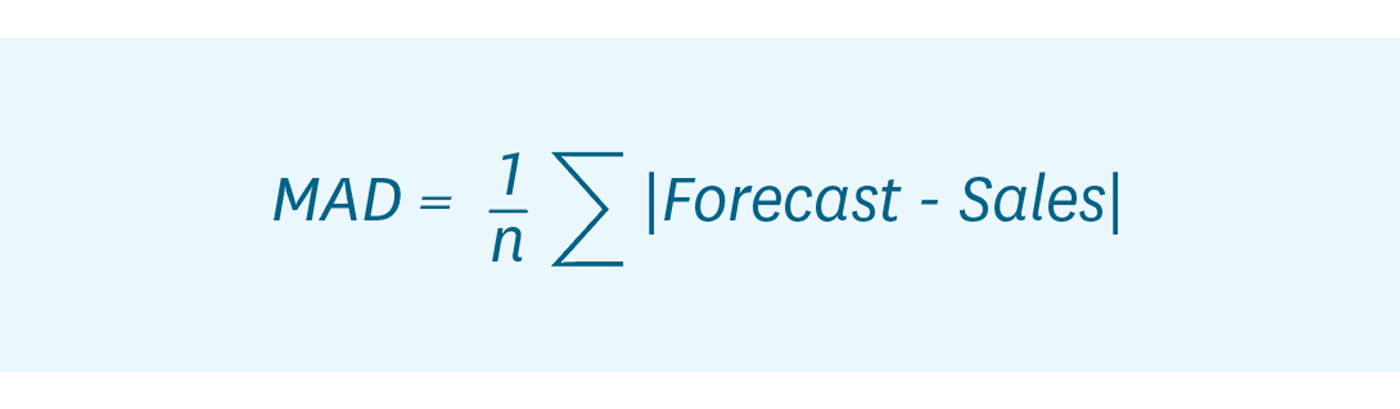 MAD = 1/n ∑ |Forecast - Sales|